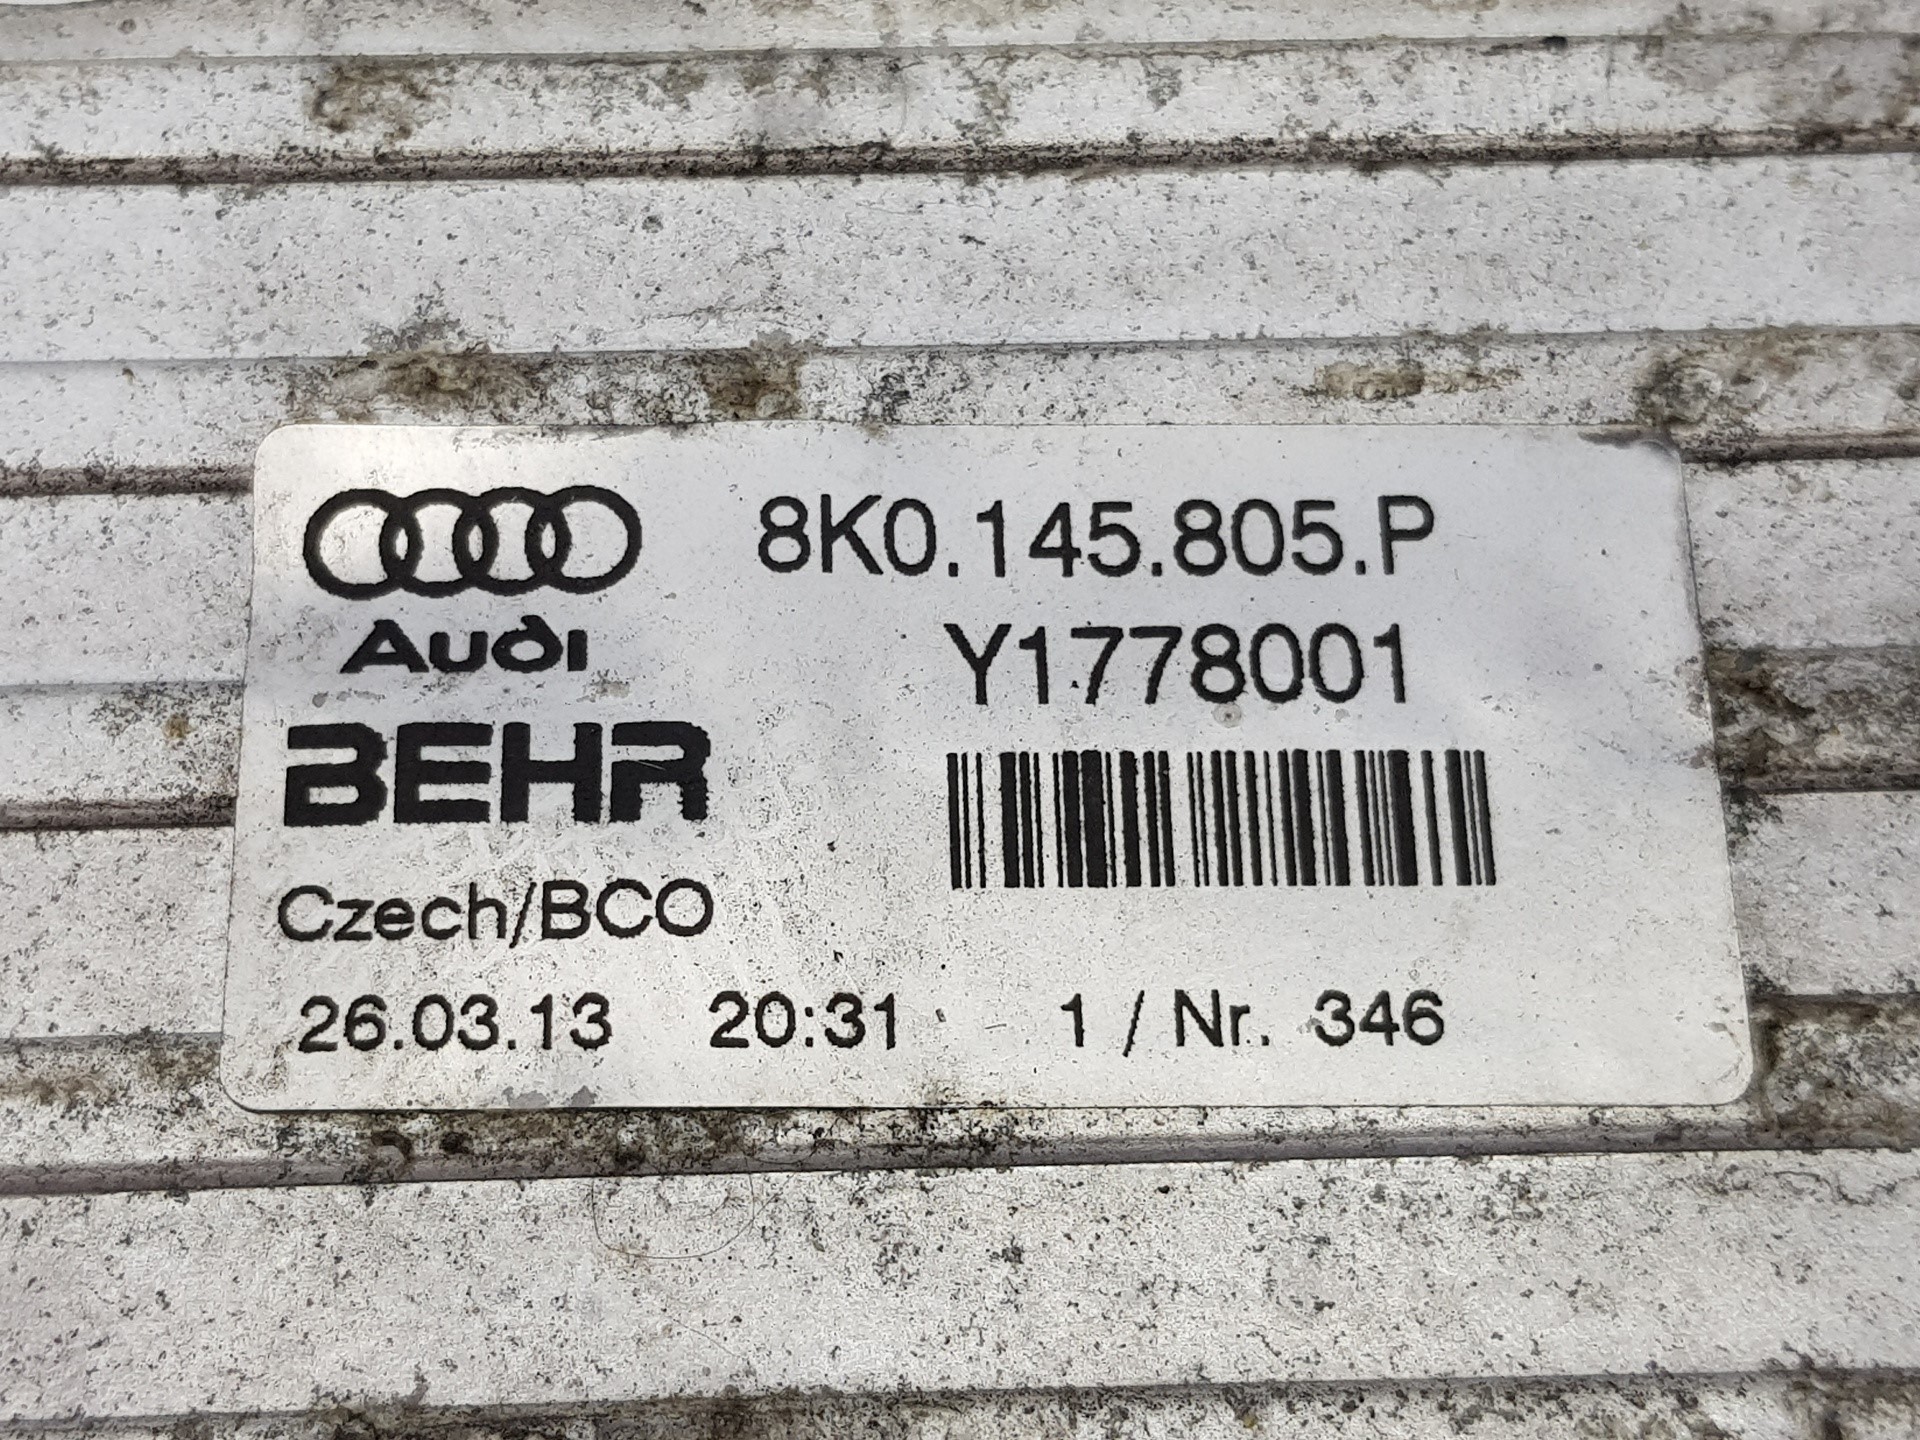 8K0.145.805.P
Audi
Y1778001
BEHR
Czech/BCO
26.03.13 20:31 1 / Nr. 346